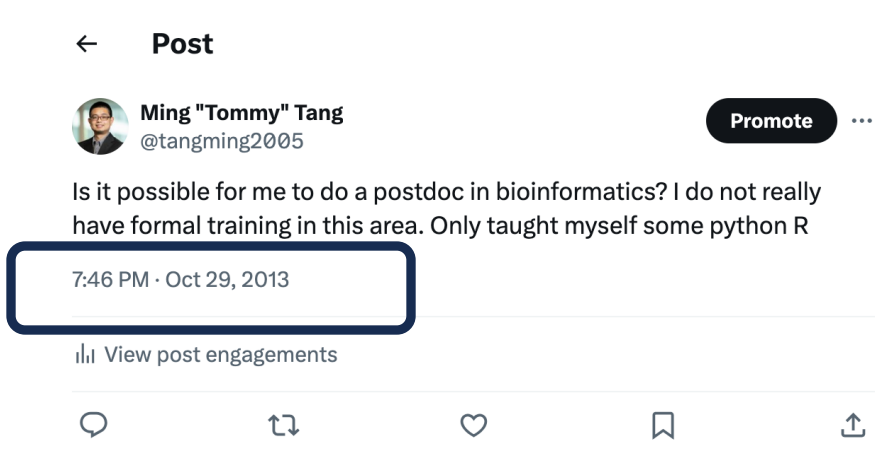 Post
Ming "Tommy" Tang
@tangming2005
Promote
Is it possible for me to do a postdoc in bioinformatics? I do not really
have formal training in this area. Only taught myself some python R
7:46 PM · Oct 29, 2013
View post engagements